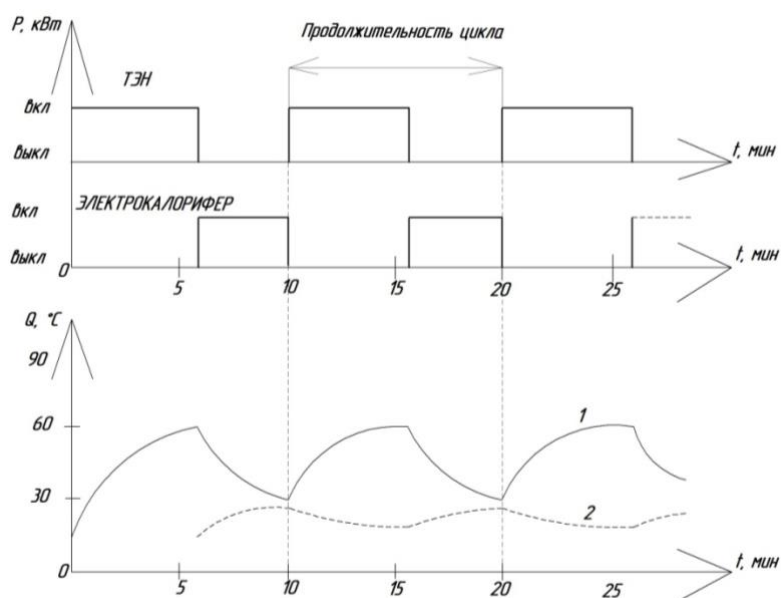 P, кВт
Продолжительность цикла
ТЭН
вкл
выкл
t, мин
ЭЛЕКТРОКАЛОРИФЕР
вкл
выкл
0
5
10
15
20
25
t, мин
Q, °С
90
60
30
0
1
2
5
10
15
20
25
t, мин